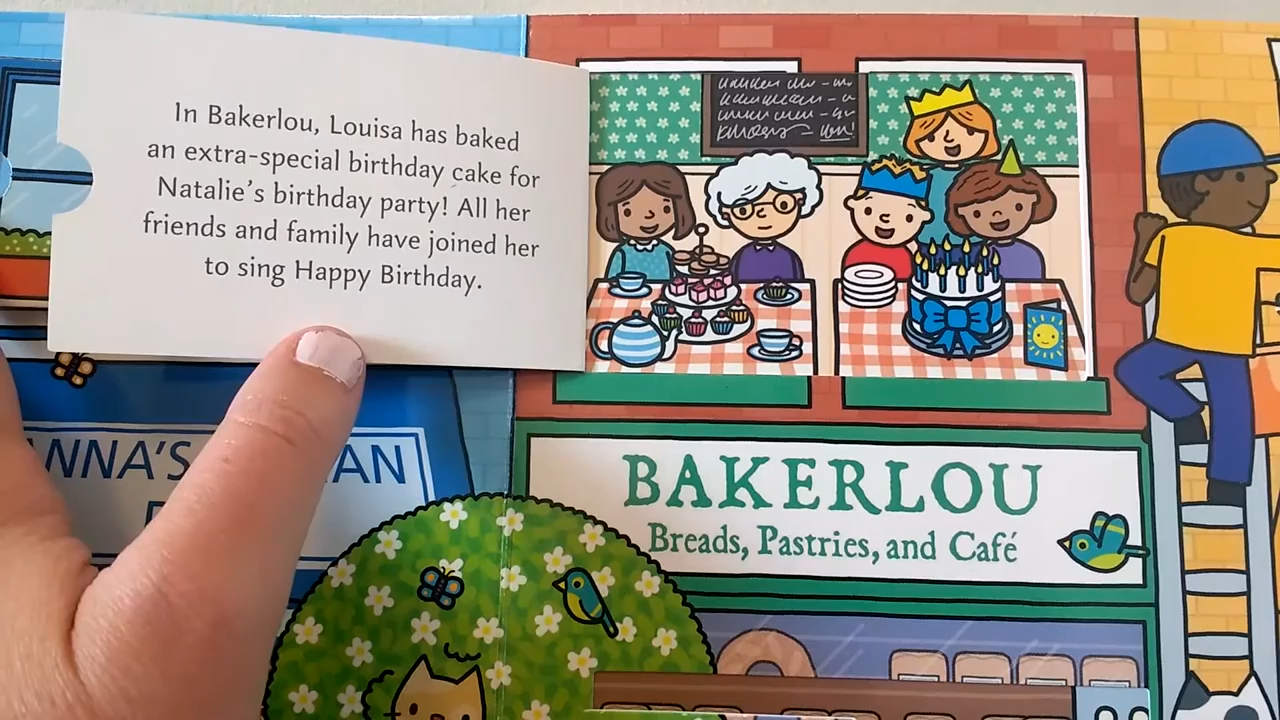 In Bakerlou, Louisa has baked
an extra-special birthday cake for
Natalie's birthday party! All her
friends and family have joined her
to sing Happy Birthday.
BAKERLOU
Breads, Pastries, and Café